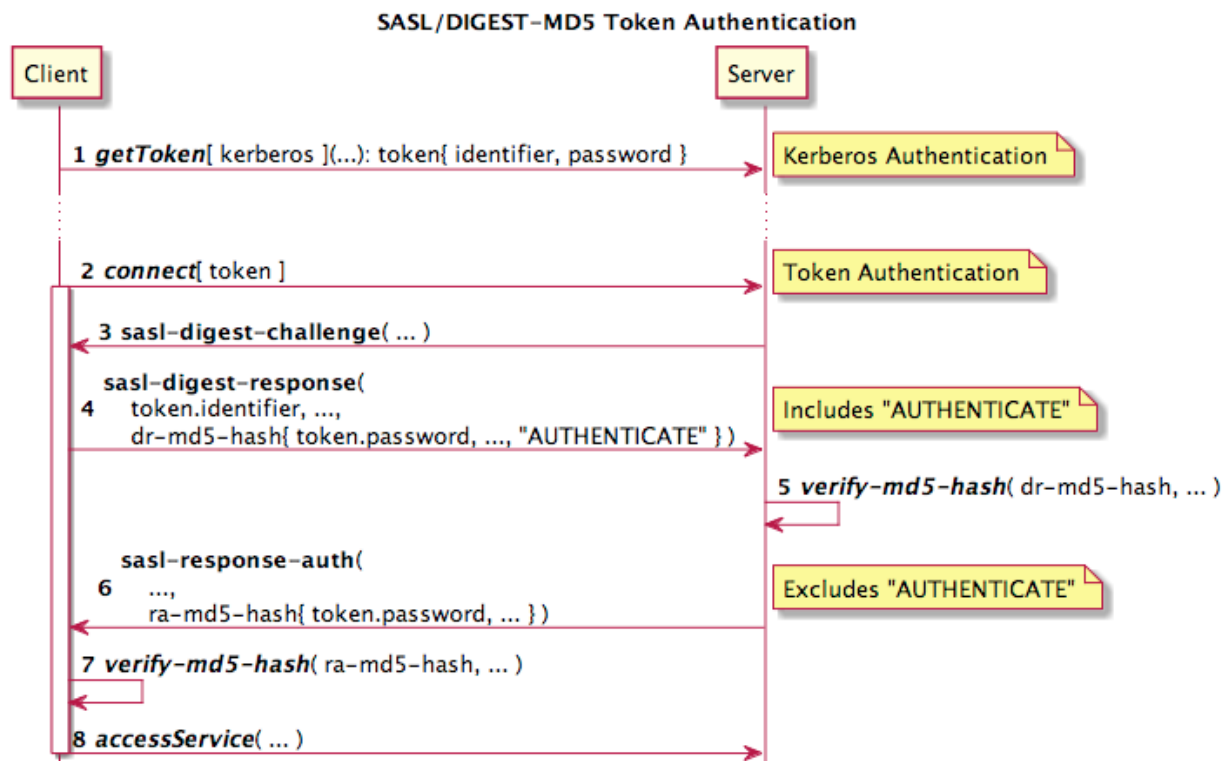 SASL/DIGEST-MD5 Token Authentication
Client
Server
1 getToken[ kerberos ](...): token{ identifier, password }
Kerberos Authentication
2 connect[ token ]
Token Authentication
3 sasl-digest-challenge( ... )
sasl-digest-response(
4 token.identifier, ...,
dr-md5-hash{ token.password, ..., "AUTHENTICATE" } )
Includes "AUTHENTICATE"
5 verify-md5-hash( dr-md5-hash, ... )
sasl-response-auth(
6 ...,
ra-md5-hash{ token.password, ... } )
Excludes "AUTHENTICATE"
7 verify-md5-hash( ra-md5-hash, ... )
8 accessService( ... )